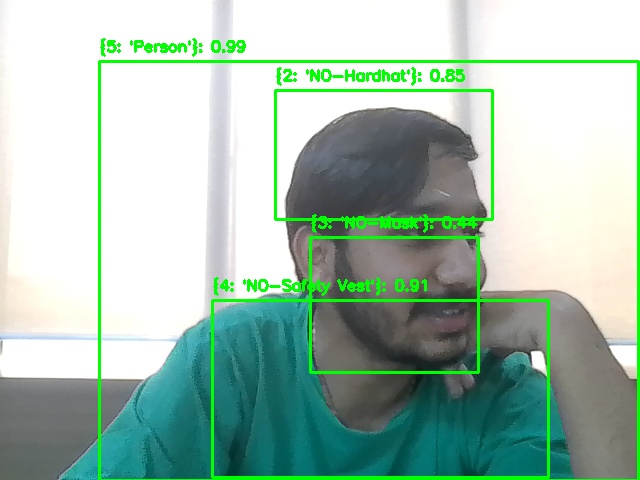 {5: 'Person'}: 0.99
{2: 'NO-Hardhat'}: 0.85
{3: 'NO-Mask'}: 0.44
{4: 'NO-Safety Vest'}: 0.91